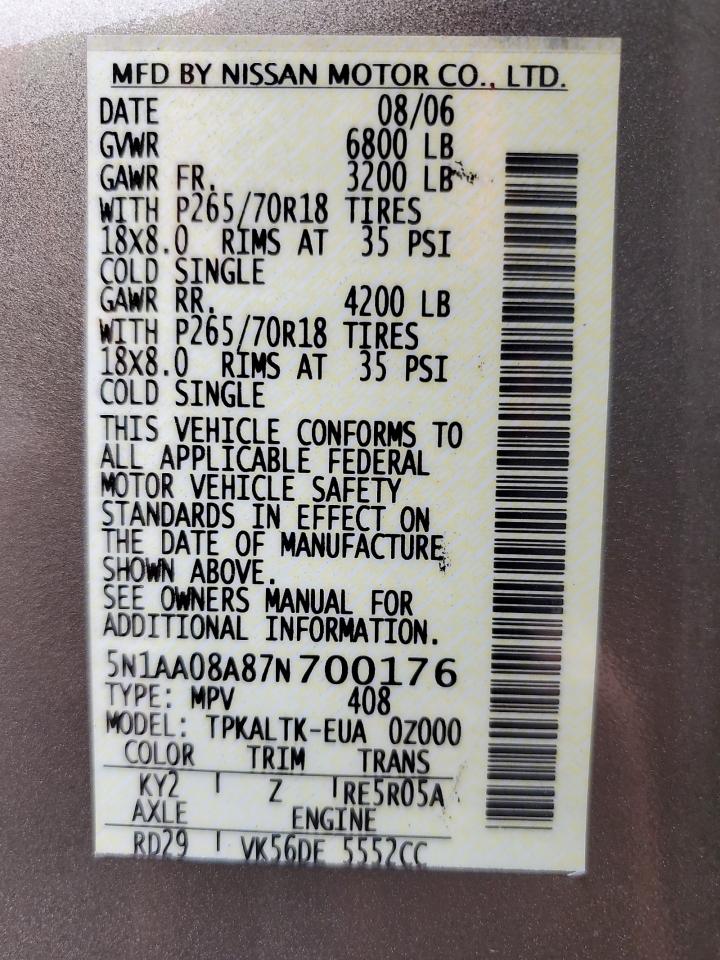 MFD BY NISSAN MOTOR CO., LTD.
DATE 08/06
GVWR 6800 LB
GAWR FR. 3200 LB
WITH P265/70R18 TIRES
18X8.0 RIMS AT 35 PSI
COLD SINGLE
GAWR RR. 4200 LB
WITH P265/70R18 TIRES
18X8.0 RIMS AT 35 PSI
COLD SINGLE
THIS VEHICLE CONFORMS TO
ALL APPLICABLE FEDERAL
MOTOR VEHICLE SAFETY
STANDARDS IN EFFECT ON
THE DATE OF MANUFACTURE
SHOWN ABOVE.
SEE OWNERS MANUAL FOR
ADDITIONAL INFORMATION.
5N1AA08A87N700176
TYPE: MPV 408
MODEL: TPKALTK-EUA 0Z000
COLOR TRIM TRANS
KY2 Z RE5R05A
AXLE ENGINE
RD29 VK56DE 5552CC